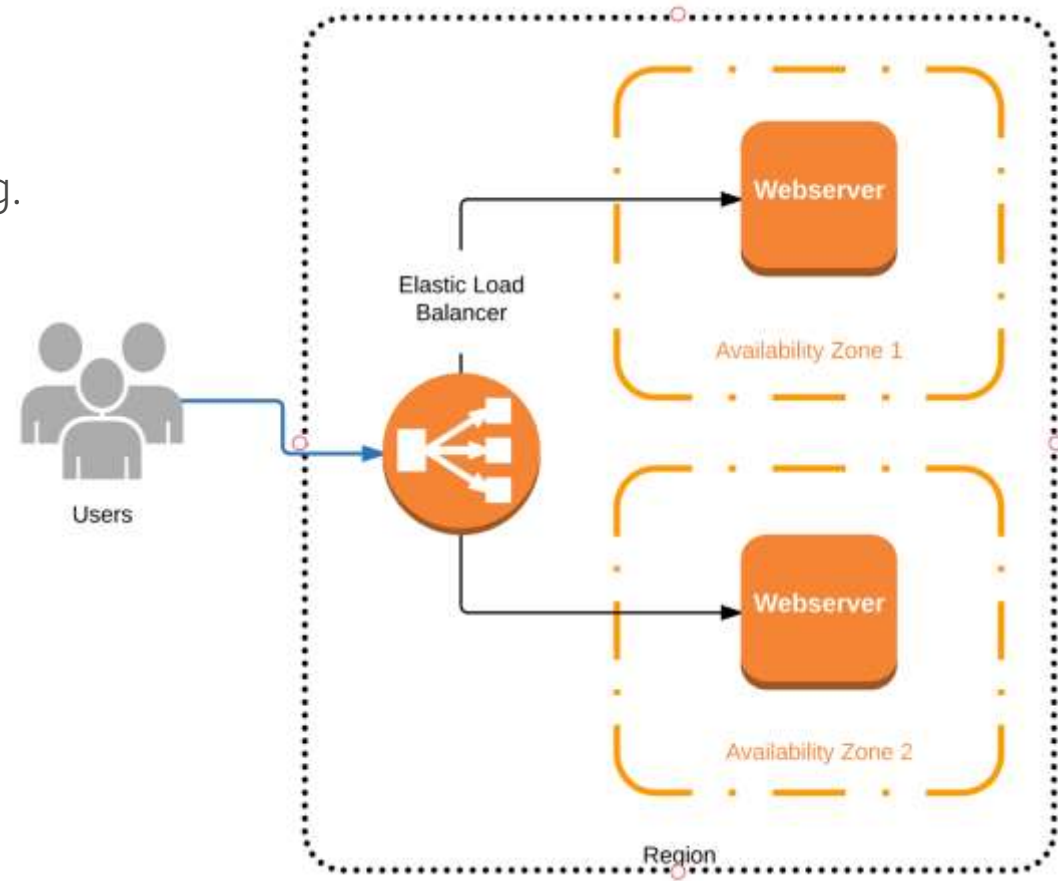 g.
Webserver
Elastic Load
Balancer
Availability Zone 1
Users
Webserver
Availability Zone 2
Region